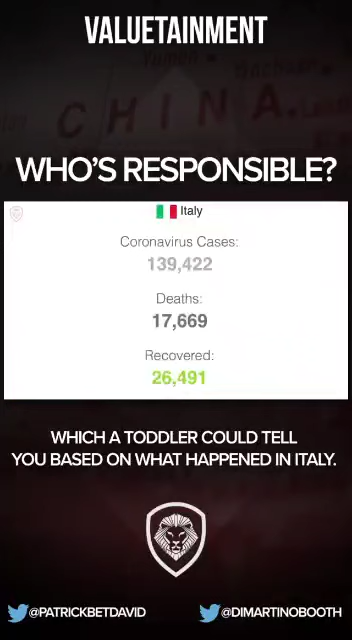 VALUETAINMENT
CHINA
WHO'S RESPONSIBLE?
Italy
Coronavirus Cases:
139,422
Deaths:
17,669
Recovered:
26,491
WHICH A TODDLER COULD TELL
YOU BASED ON WHAT HAPPENED IN ITALY.
@PATRICKBETDAVID
@DIMARTINOBOOTH